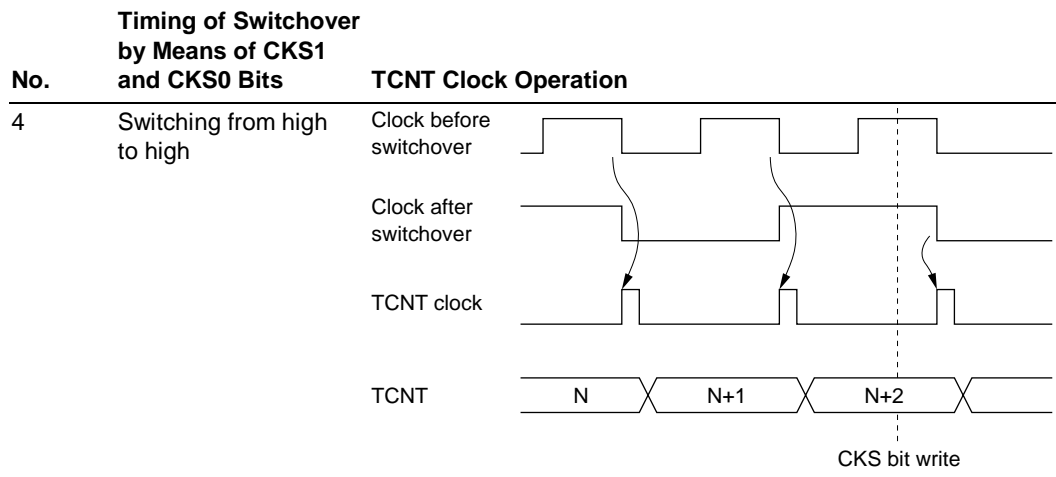 Timing of Switchover
by Means of CKS1
No. and CKS0 Bits TCNT Clock Operation
4 Switching from high
to high
Clock before
switchover
Clock after
switchover
TCNT clock
TCNT N N+1 N+2
CKS bit write